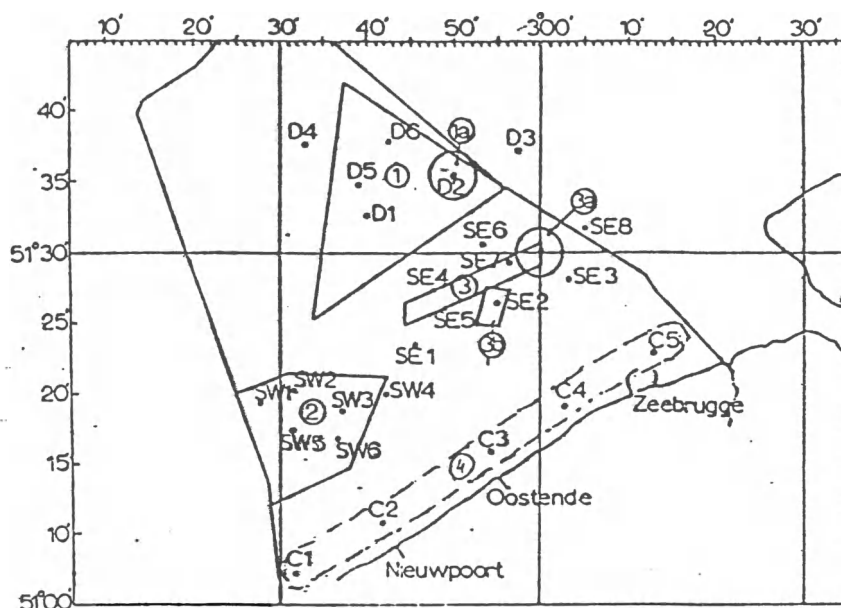 10' 20' 30' 40' 50' 3°00' 10' 20' 30'
40'
D4 D6 1a D3
35' D5 1 D2
D1
3a
SE6 SE8
51°30'
SE7
SE4 3 SE3
SE2
25' SE5
SE1 3b
C5
20' SW1 SW2 SW4
2 SW3 C4 Zeebrugge
SW5 SW6
15' 4 C3
Oostende
10' C2
C1 Nieuwpoort
51°00'